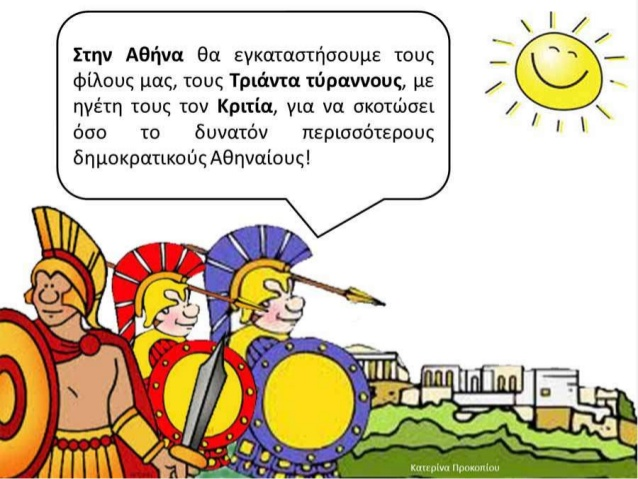 Στην Αθήνα θα εγκαταστήσουμε τους
φίλους μας, τους Τριάντα τύραννους, με
ηγέτη τους τον Κριτία, για να σκοτώσει
όσο το δυνατόν περισσότερους
δημοκρατικούς Αθηναίους!
Κατερίνα Προκοπίου